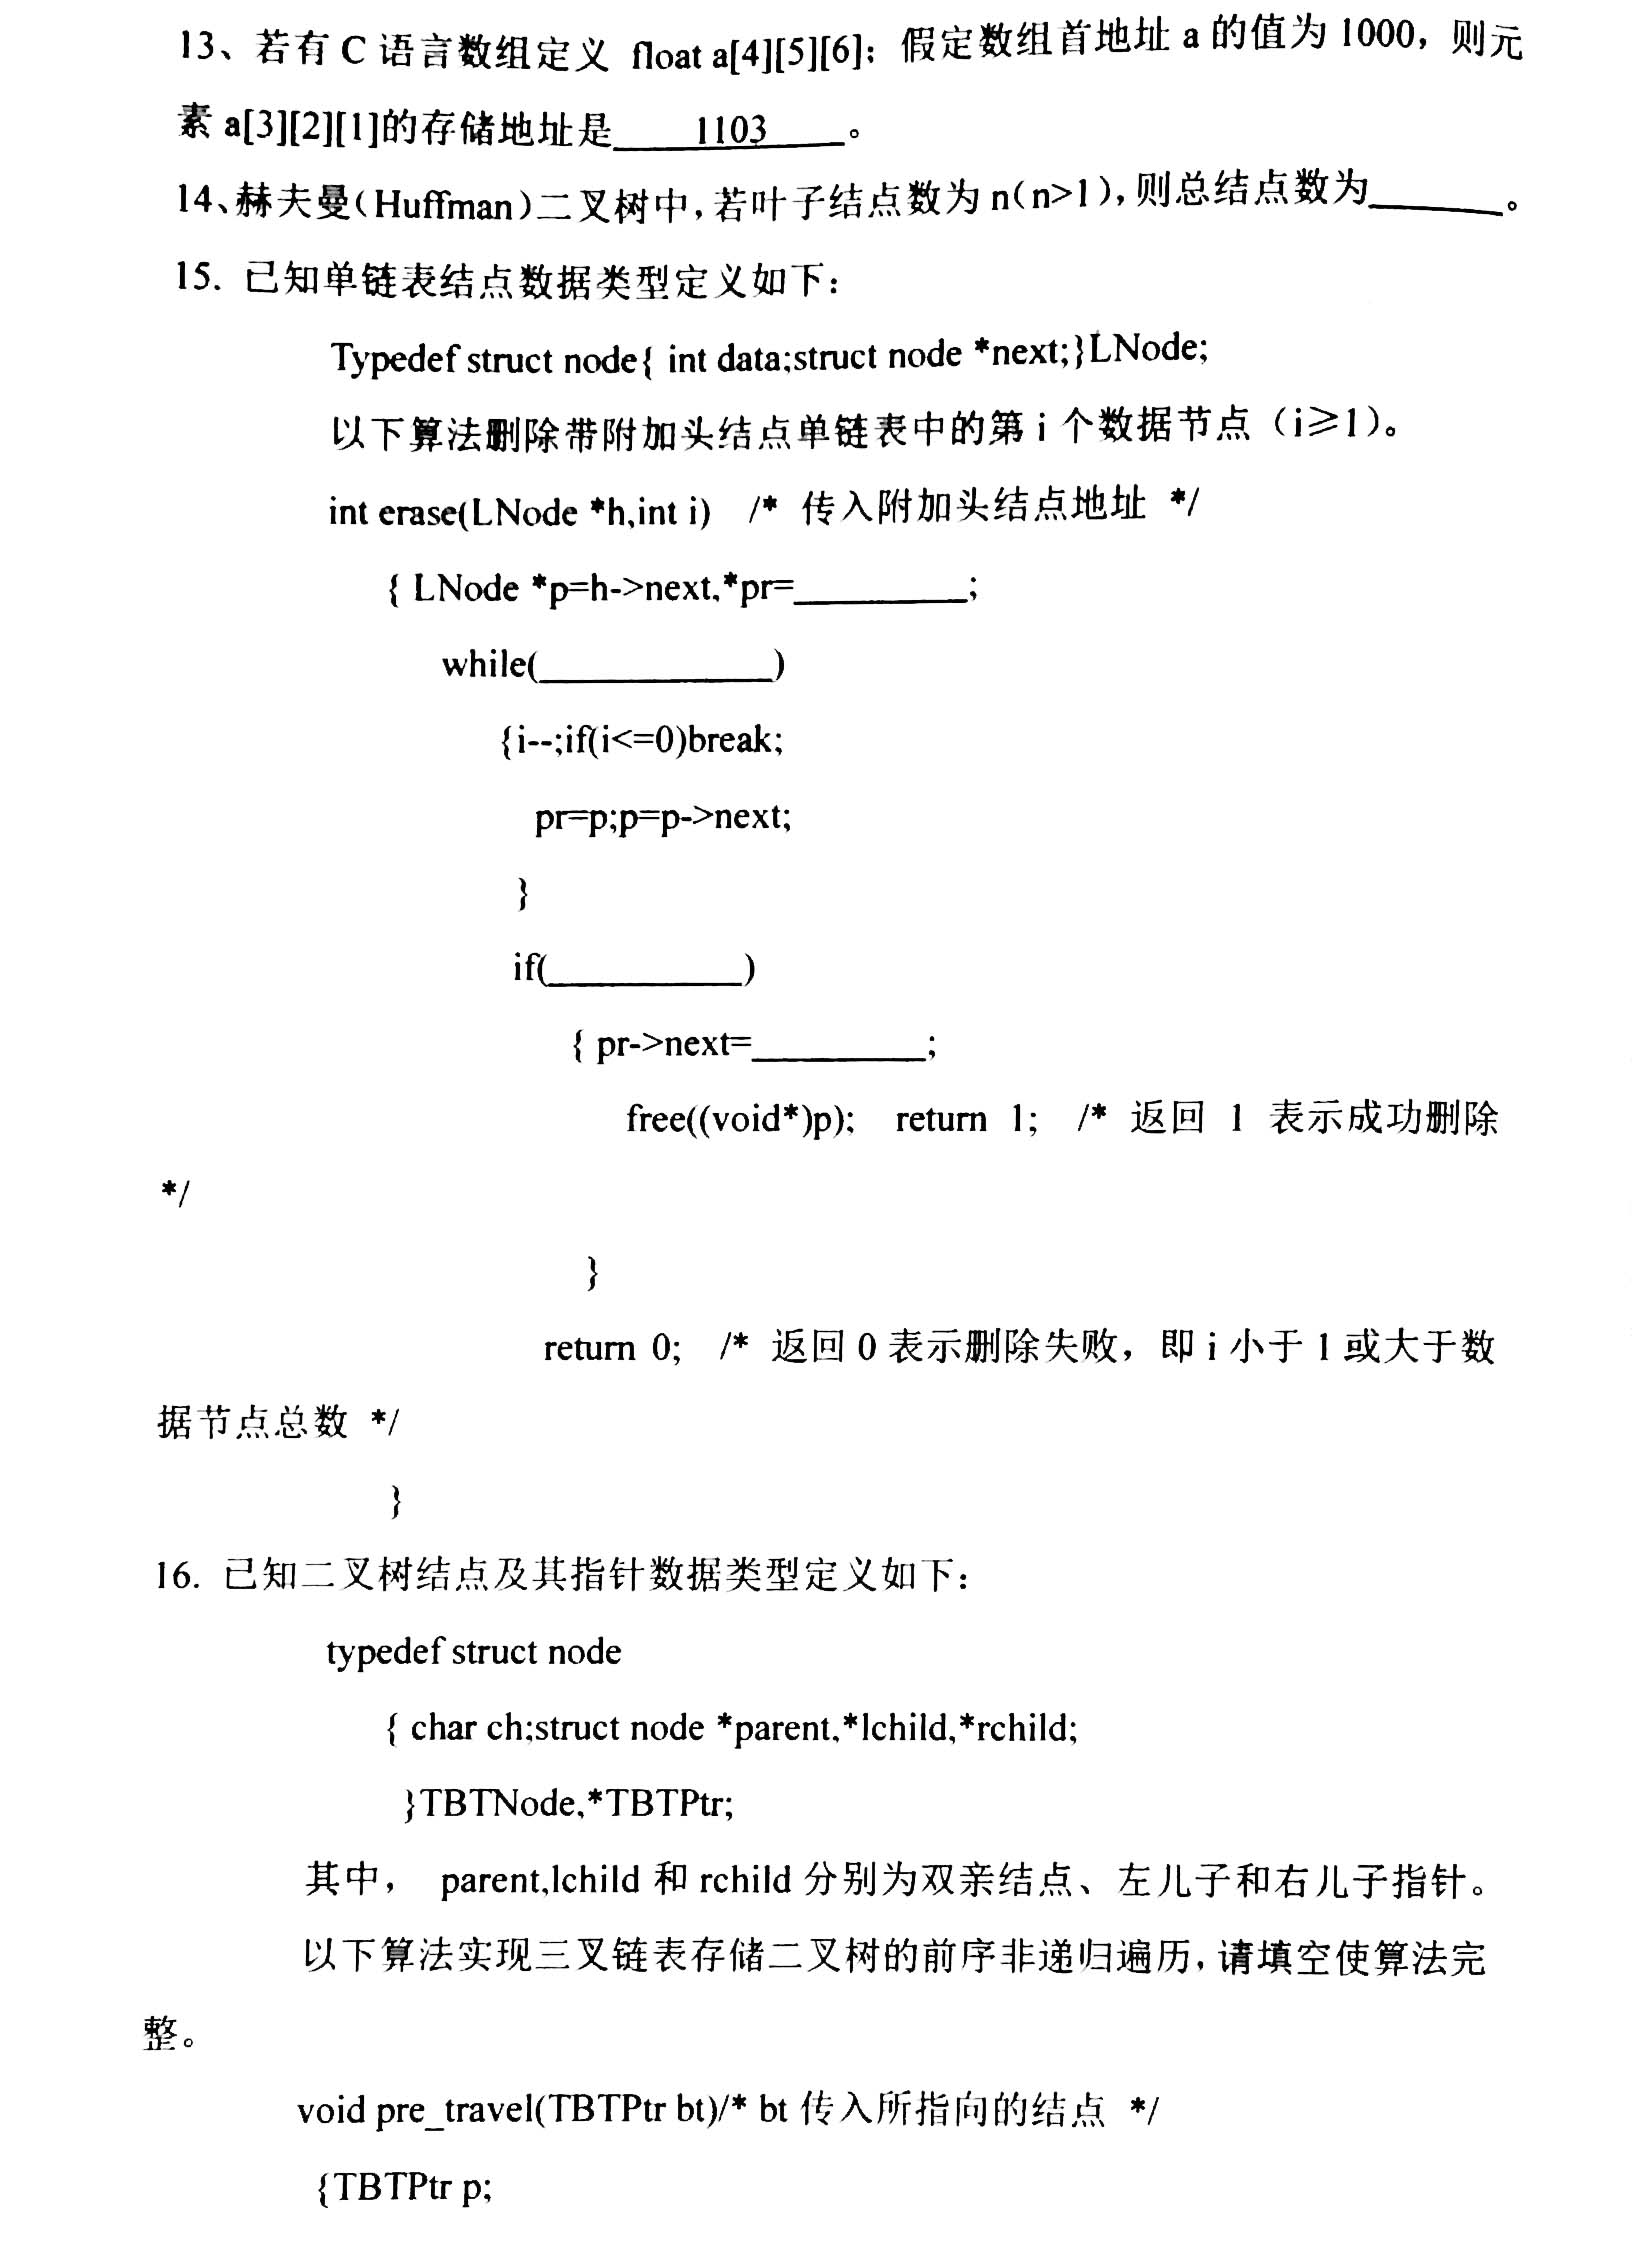 13、若有 C 语言数组定义 float a[4][5][6]; 假定数组首地址 a 的值为 1000，则元
素 a[3][2][1]的存储地址是 1103 。
14、赫夫曼(Huffman)二叉树中,若叶子结点数为 n(n>1),则总结点数为______。
15. 已知单链表结点数据类型定义如下：
Typedef struct node{ int data;struct node *next;}LNode;
以下算法删除带附加头结点单链表中的第 i 个数据节点（i≥1）。
int erase(LNode *h,int i) /* 传入附加头结点地址 */
{ LNode *p=h->next,*pr=________;
while(___________)
{i--;if(i<=0)break;
pr=p;p=p->next;
}
if(_________)
{ pr->next=________;
free((void*)p); return 1; /* 返回 1 表示成功删除
*/
}
return 0; /* 返回 0 表示删除失败，即 i 小于 1 或大于数
据节点总数 */
}
16. 已知二叉树结点及其指针数据类型定义如下：
typedef struct node
{ char ch;struct node *parent,*lchild,*rchild;
}TBTNode,*TBTPtr;
其中， parent,lchild 和 rchild 分别为双亲结点、左儿子和右儿子指针。
以下算法实现三叉链表存储二叉树的前序非递归遍历,请填空使算法完
整。
void pre_travel(TBTPtr bt)/* bt 传入所指向的结点 */
{TBTPtr p;